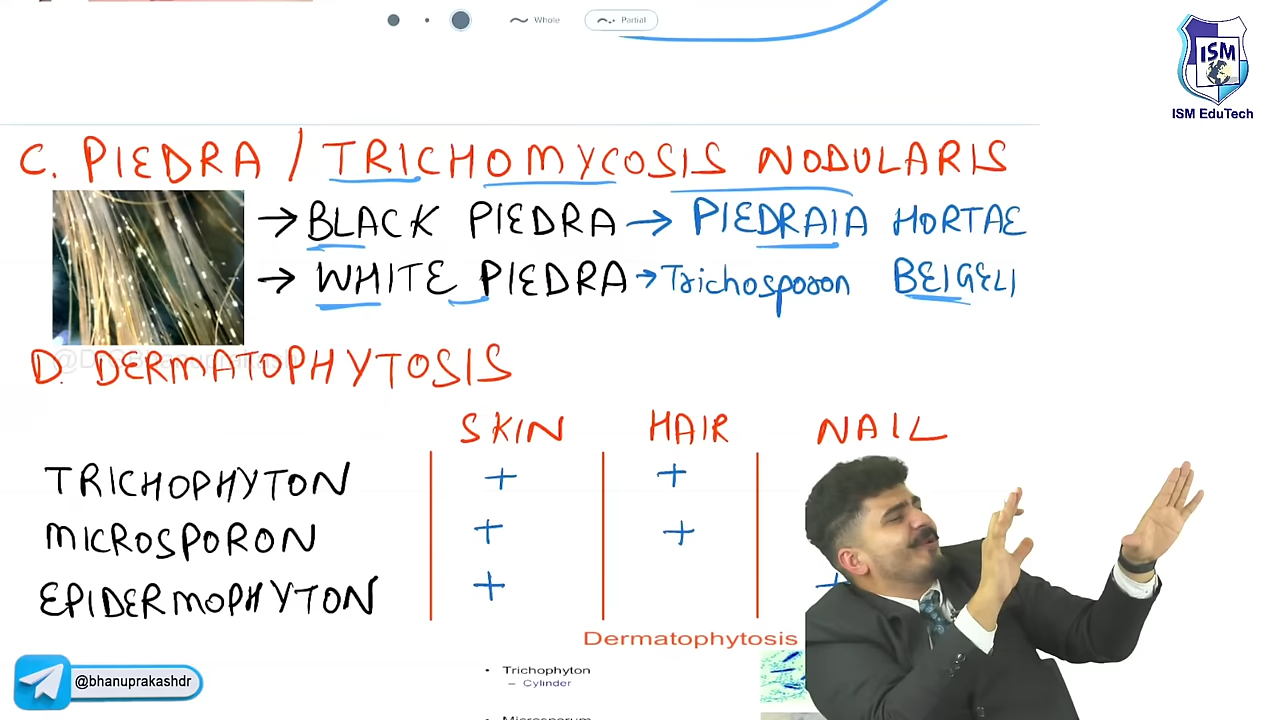 Whole
Partial
ISM
ISM EduTech
C. PIEDRA / TRICHOMYCOSIS NODULARIS
→ BLACK PIEDRA → PIEDRAIA HORTAE
→ WHITE PIEDRA → Trichosporon BEIGELI
D. DERMATOPHYTOSIS
SKIN HAIR NAIL
TRICHOPHYTON + +
MICROSPORON + +
EPIDERMOPHYTON + +
Dermatophytosis
• Trichophyton
– Cylinder
@bhanuprakashdr